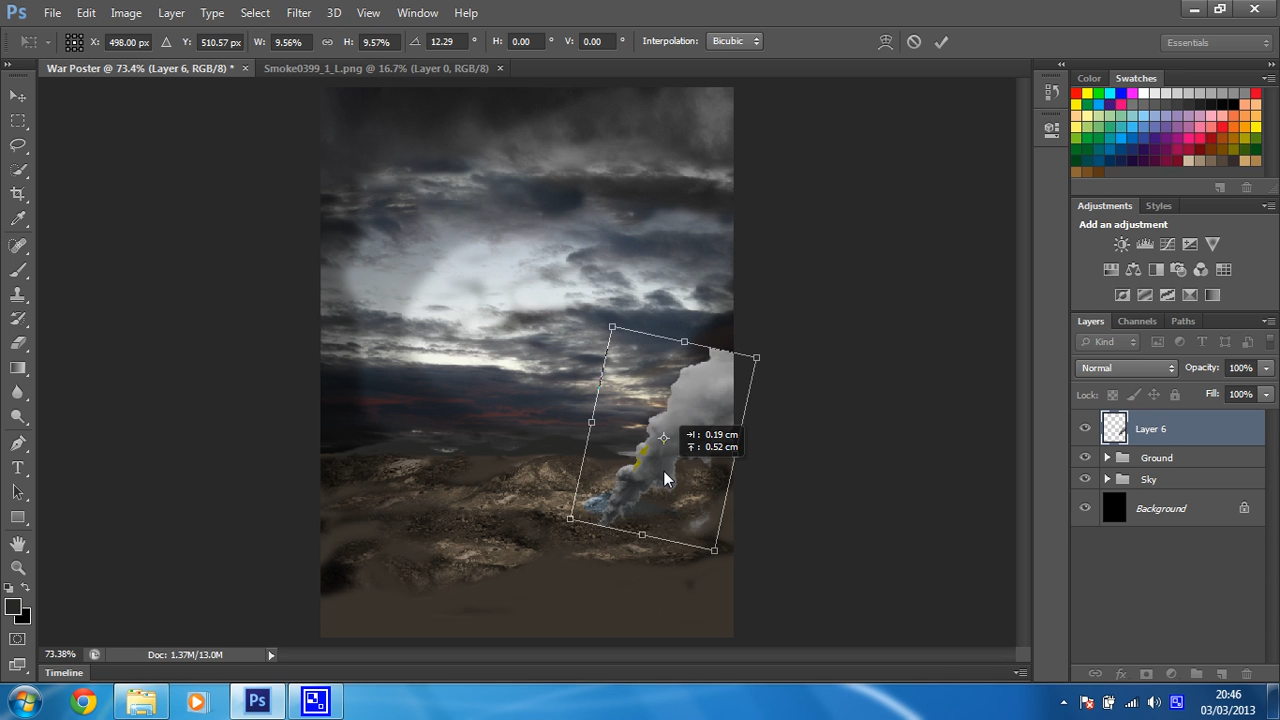 Ps File Edit Image Layer Type Select Filter 3D View Window Help
X: 498.00 px Y: 510.57 px W: 9.56% H: 9.57% 12.29 ° H: 0.00 ° V: 0.00 ° Interpolation: Bicubic Essentials
War Poster @ 73.4% (Layer 6, RGB/8) * × Smoke0399_1_L.png @ 16.7% (Layer 0, RGB/8) ×
Color Swatches
Adjustments Styles
Add an adjustment
Layers Channels Paths
Kind
Normal Opacity: 100%
Lock: Fill: 100%
Layer 6
Ground
Sky
Background
→|: 0.19 cm
: 0.52 cm
73.38% Doc: 1.37M/13.0M
Timeline
Ps
20:46
03/03/2013